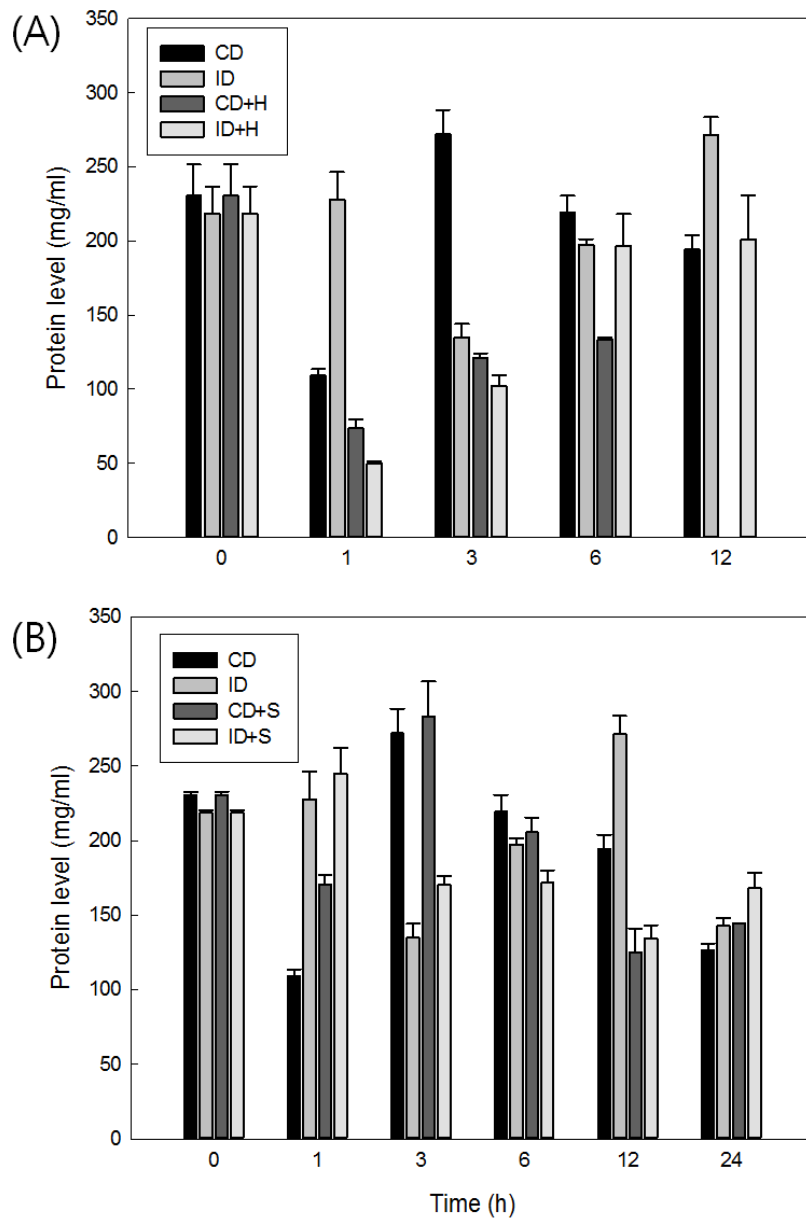 (A)
350
300
250
200
150
100
50
0
Protein level (mg/ml)
CD
ID
CD+H
ID+H
0 1 3 6 12
(B)
350
300
250
200
150
100
50
0
Protein level (mg/ml)
CD
ID
CD+S
ID+S
0 1 3 6 12 24
Time (h)